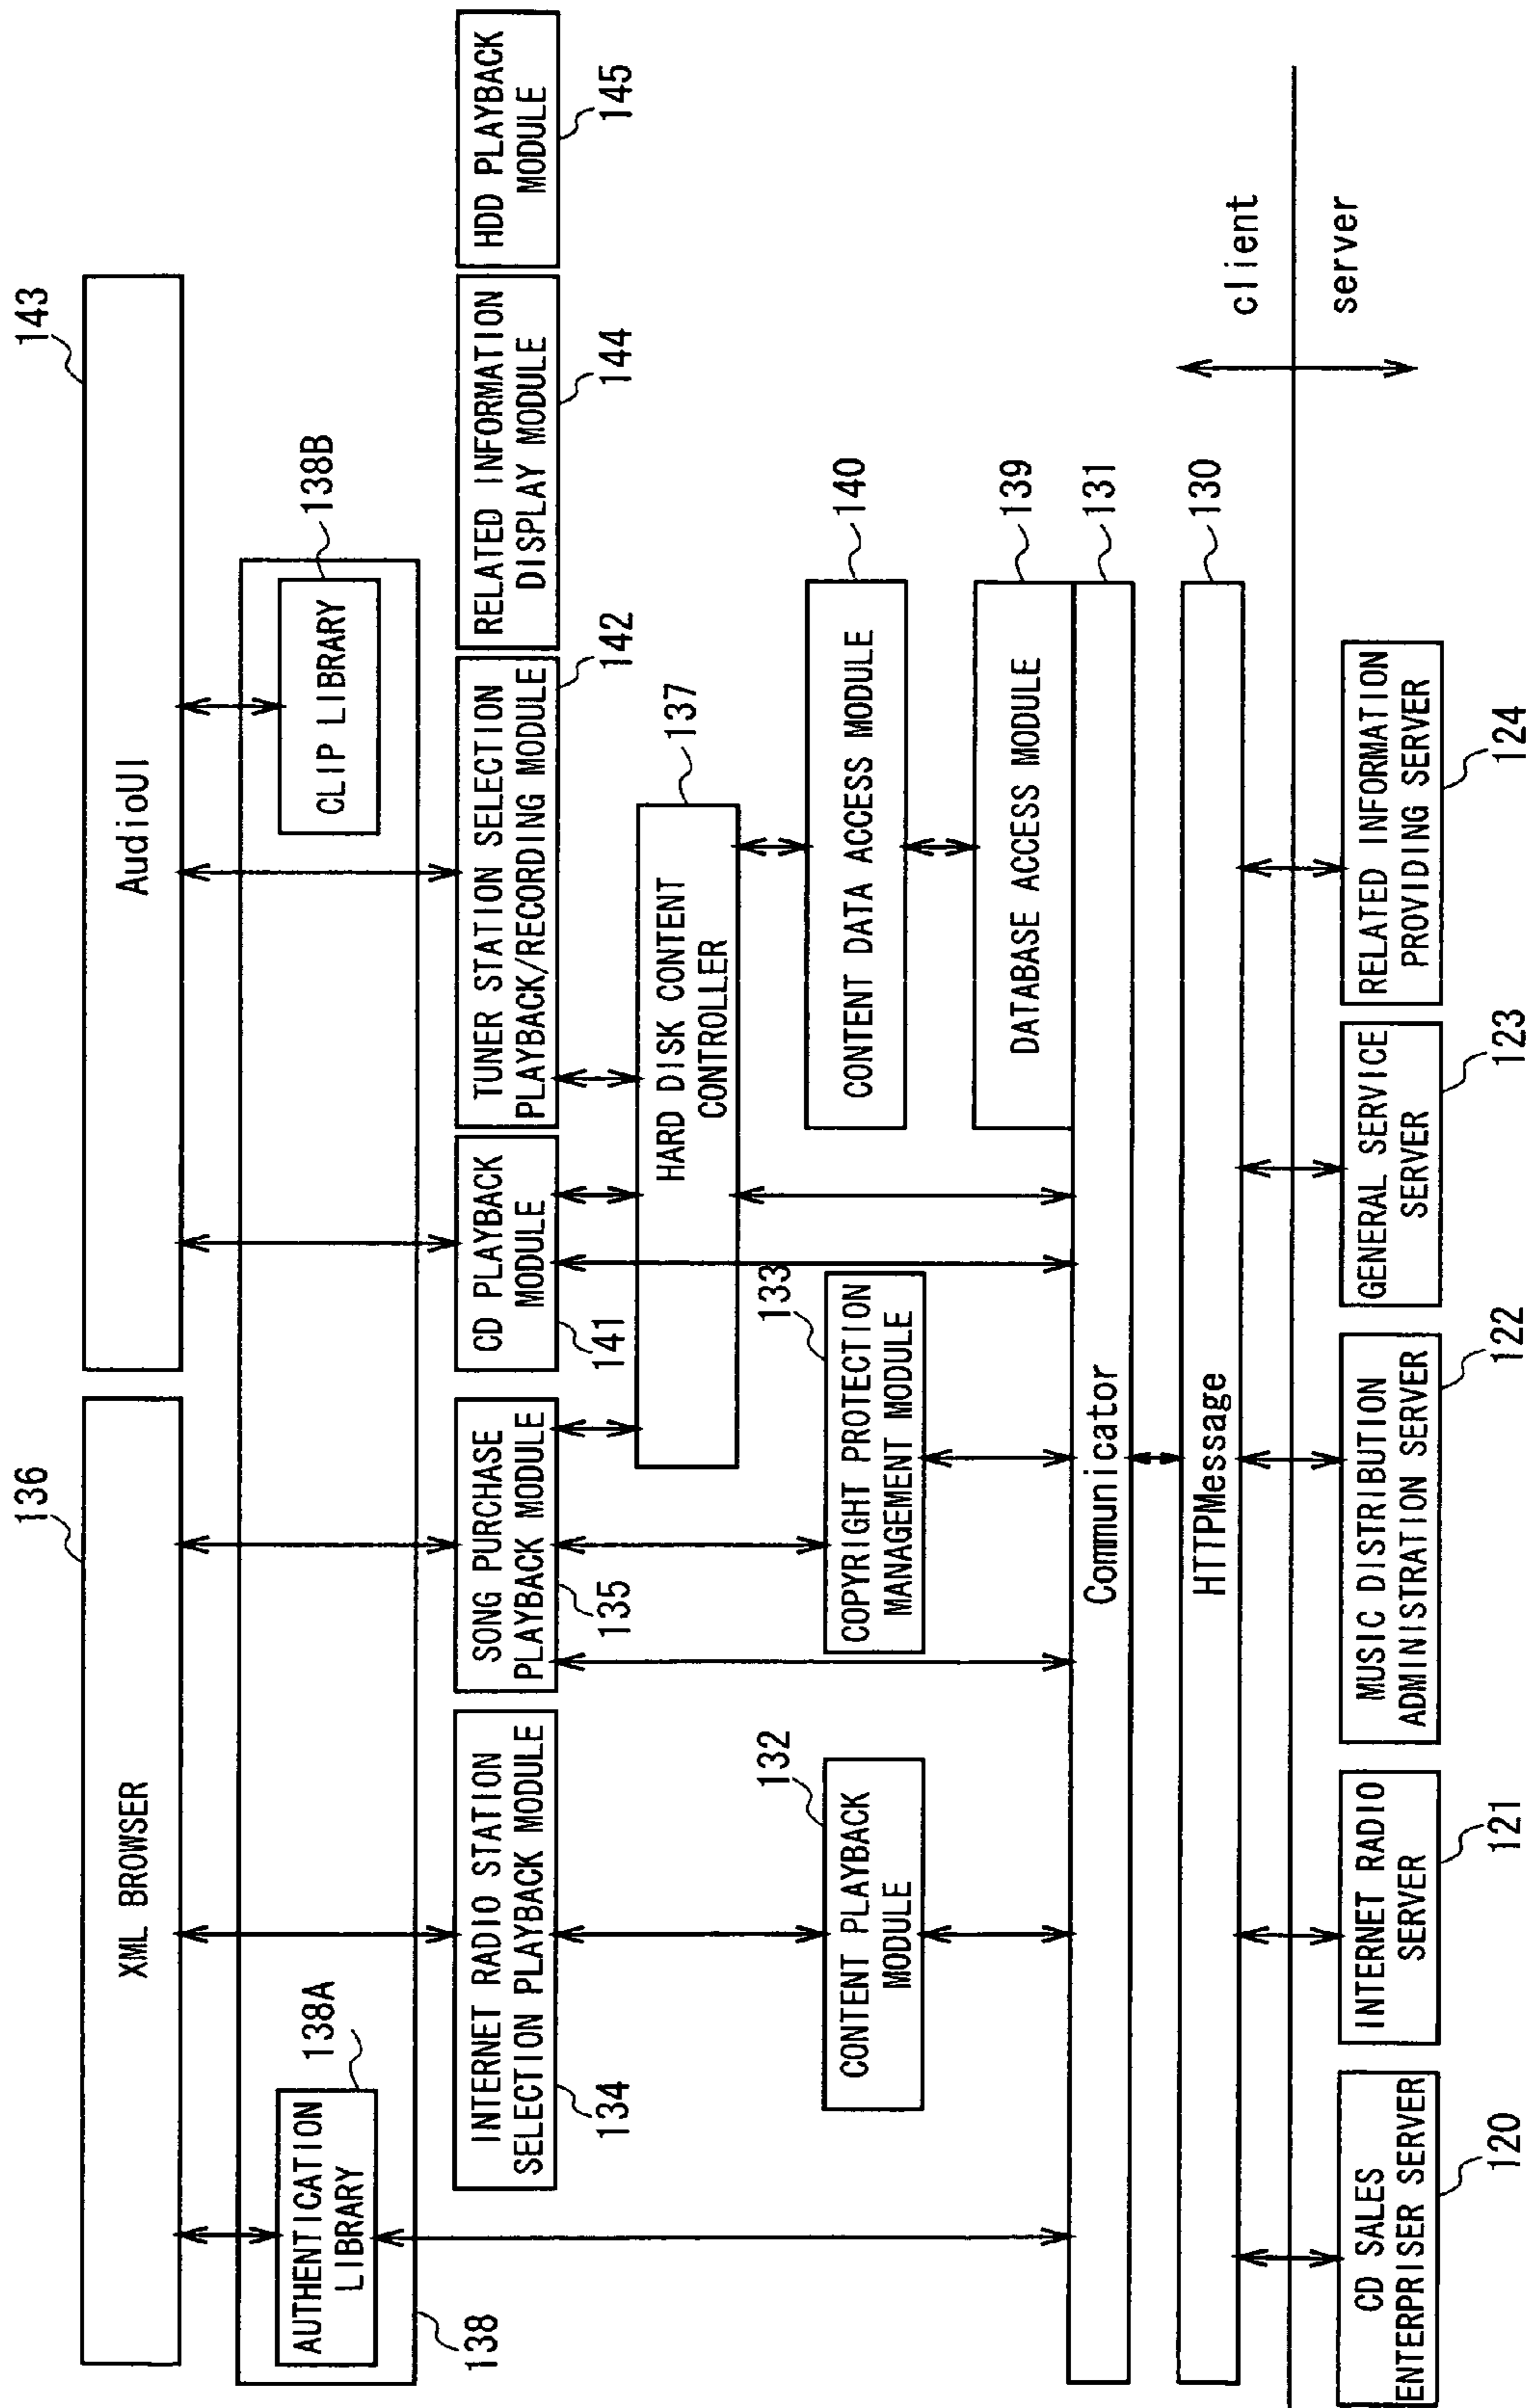 136
143
XML BROWSER
AudioUI
138A
138B
AUTHENTICATION
LIBRARY
CLIP LIBRARY
138
INTERNET RADIO STATION
SELECTION PLAYBACK MODULE
134
SONG PURCHASE
PLAYBACK MODULE
135
CD PLAYBACK
MODULE
141
TUNER STATION SELECTION
PLAYBACK/RECORDING MODULE
142
RELATED INFORMATION
DISPLAY MODULE
144
HDD PLAYBACK
MODULE
145
HARD DISK CONTENT
CONTROLLER
137
132
CONTENT PLAYBACK
MODULE
133
COPYRIGHT PROTECTION
MANAGEMENT MODULE
CONTENT DATA ACCESS MODULE
140
DATABASE ACCESS MODULE
139
Communicator
131
HTTPMessage
130
client
server
CD SALES
ENTERPRISER SERVER
120
INTERNET RADIO
SERVER
121
MUSIC DISTRIBUTION
ADMINISTRATION SERVER
122
GENERAL SERVICE
SERVER
123
RELATED INFORMATION
PROVIDING SERVER
124